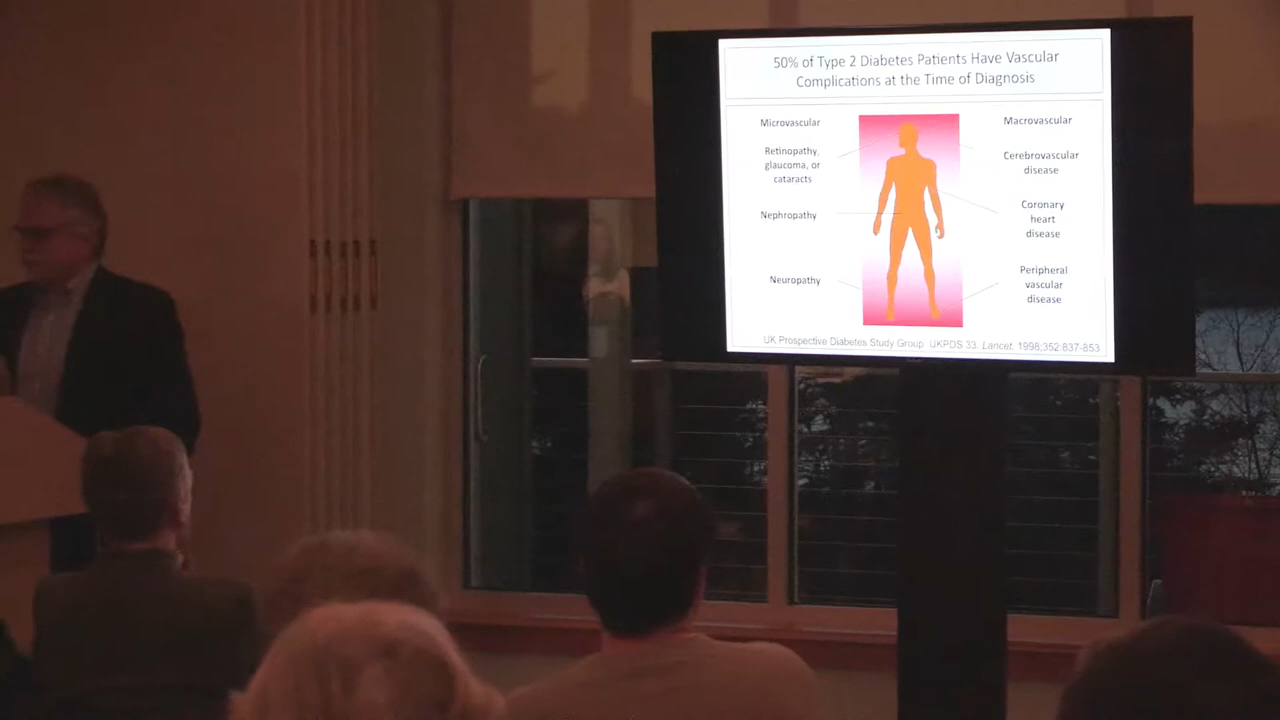 50% of Type 2 Diabetes Patients Have Vascular
Complications at the Time of Diagnosis
Microvascular
Retinopathy,
glaucoma, or
cataracts
Nephropathy
Neuropathy
Macrovascular
Cerebrovascular
disease
Coronary
heart
disease
Peripheral
vascular
disease
UK Prospective Diabetes Study Group UKPDS 33. Lancet. 1998;352:837-853